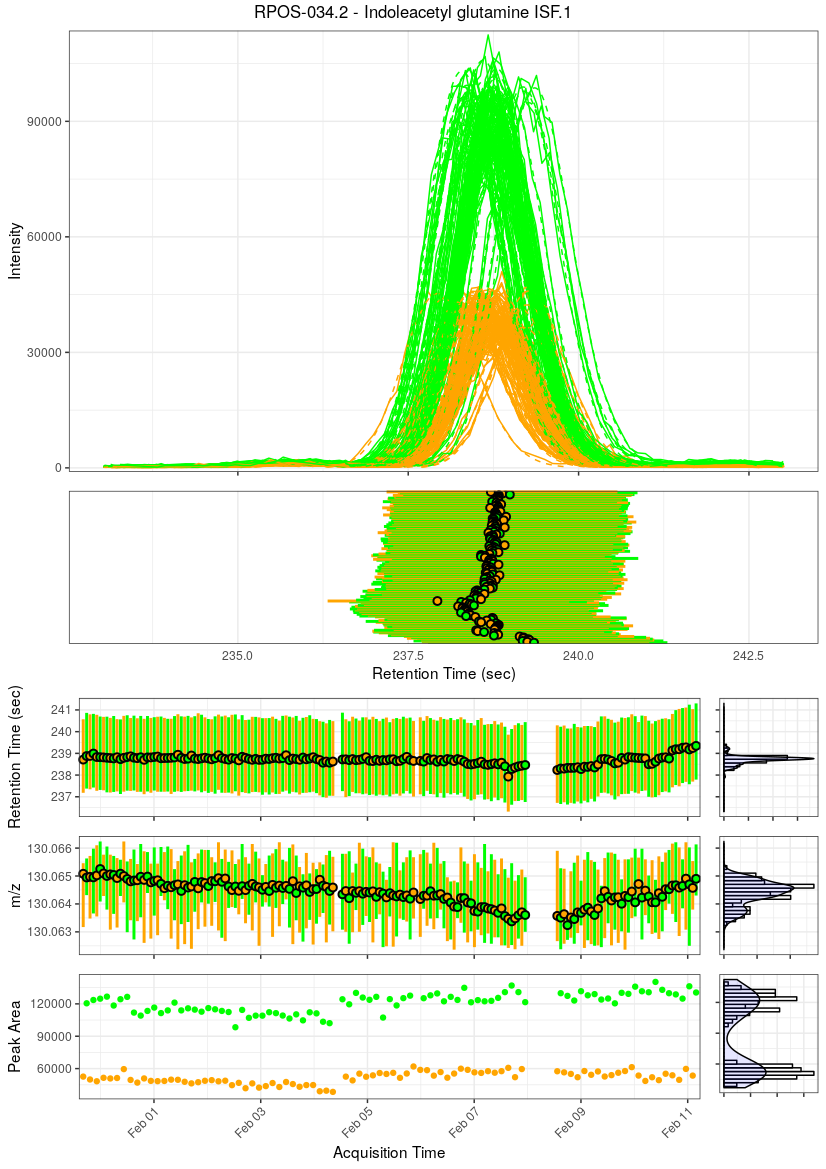 RPOS-034.2 - Indoleacetyl glutamine ISF.1
Intensity
90000
60000
30000
0
235.0
237.5
240.0
242.5
Retention Time (sec)
Retention Time (sec)
241
240
239
238
237
m/z
130.066
130.065
130.064
130.063
Peak Area
120000
90000
60000
Feb 01
Feb 03
Feb 05
Feb 07
Feb 09
Feb 11
Acquisition Time